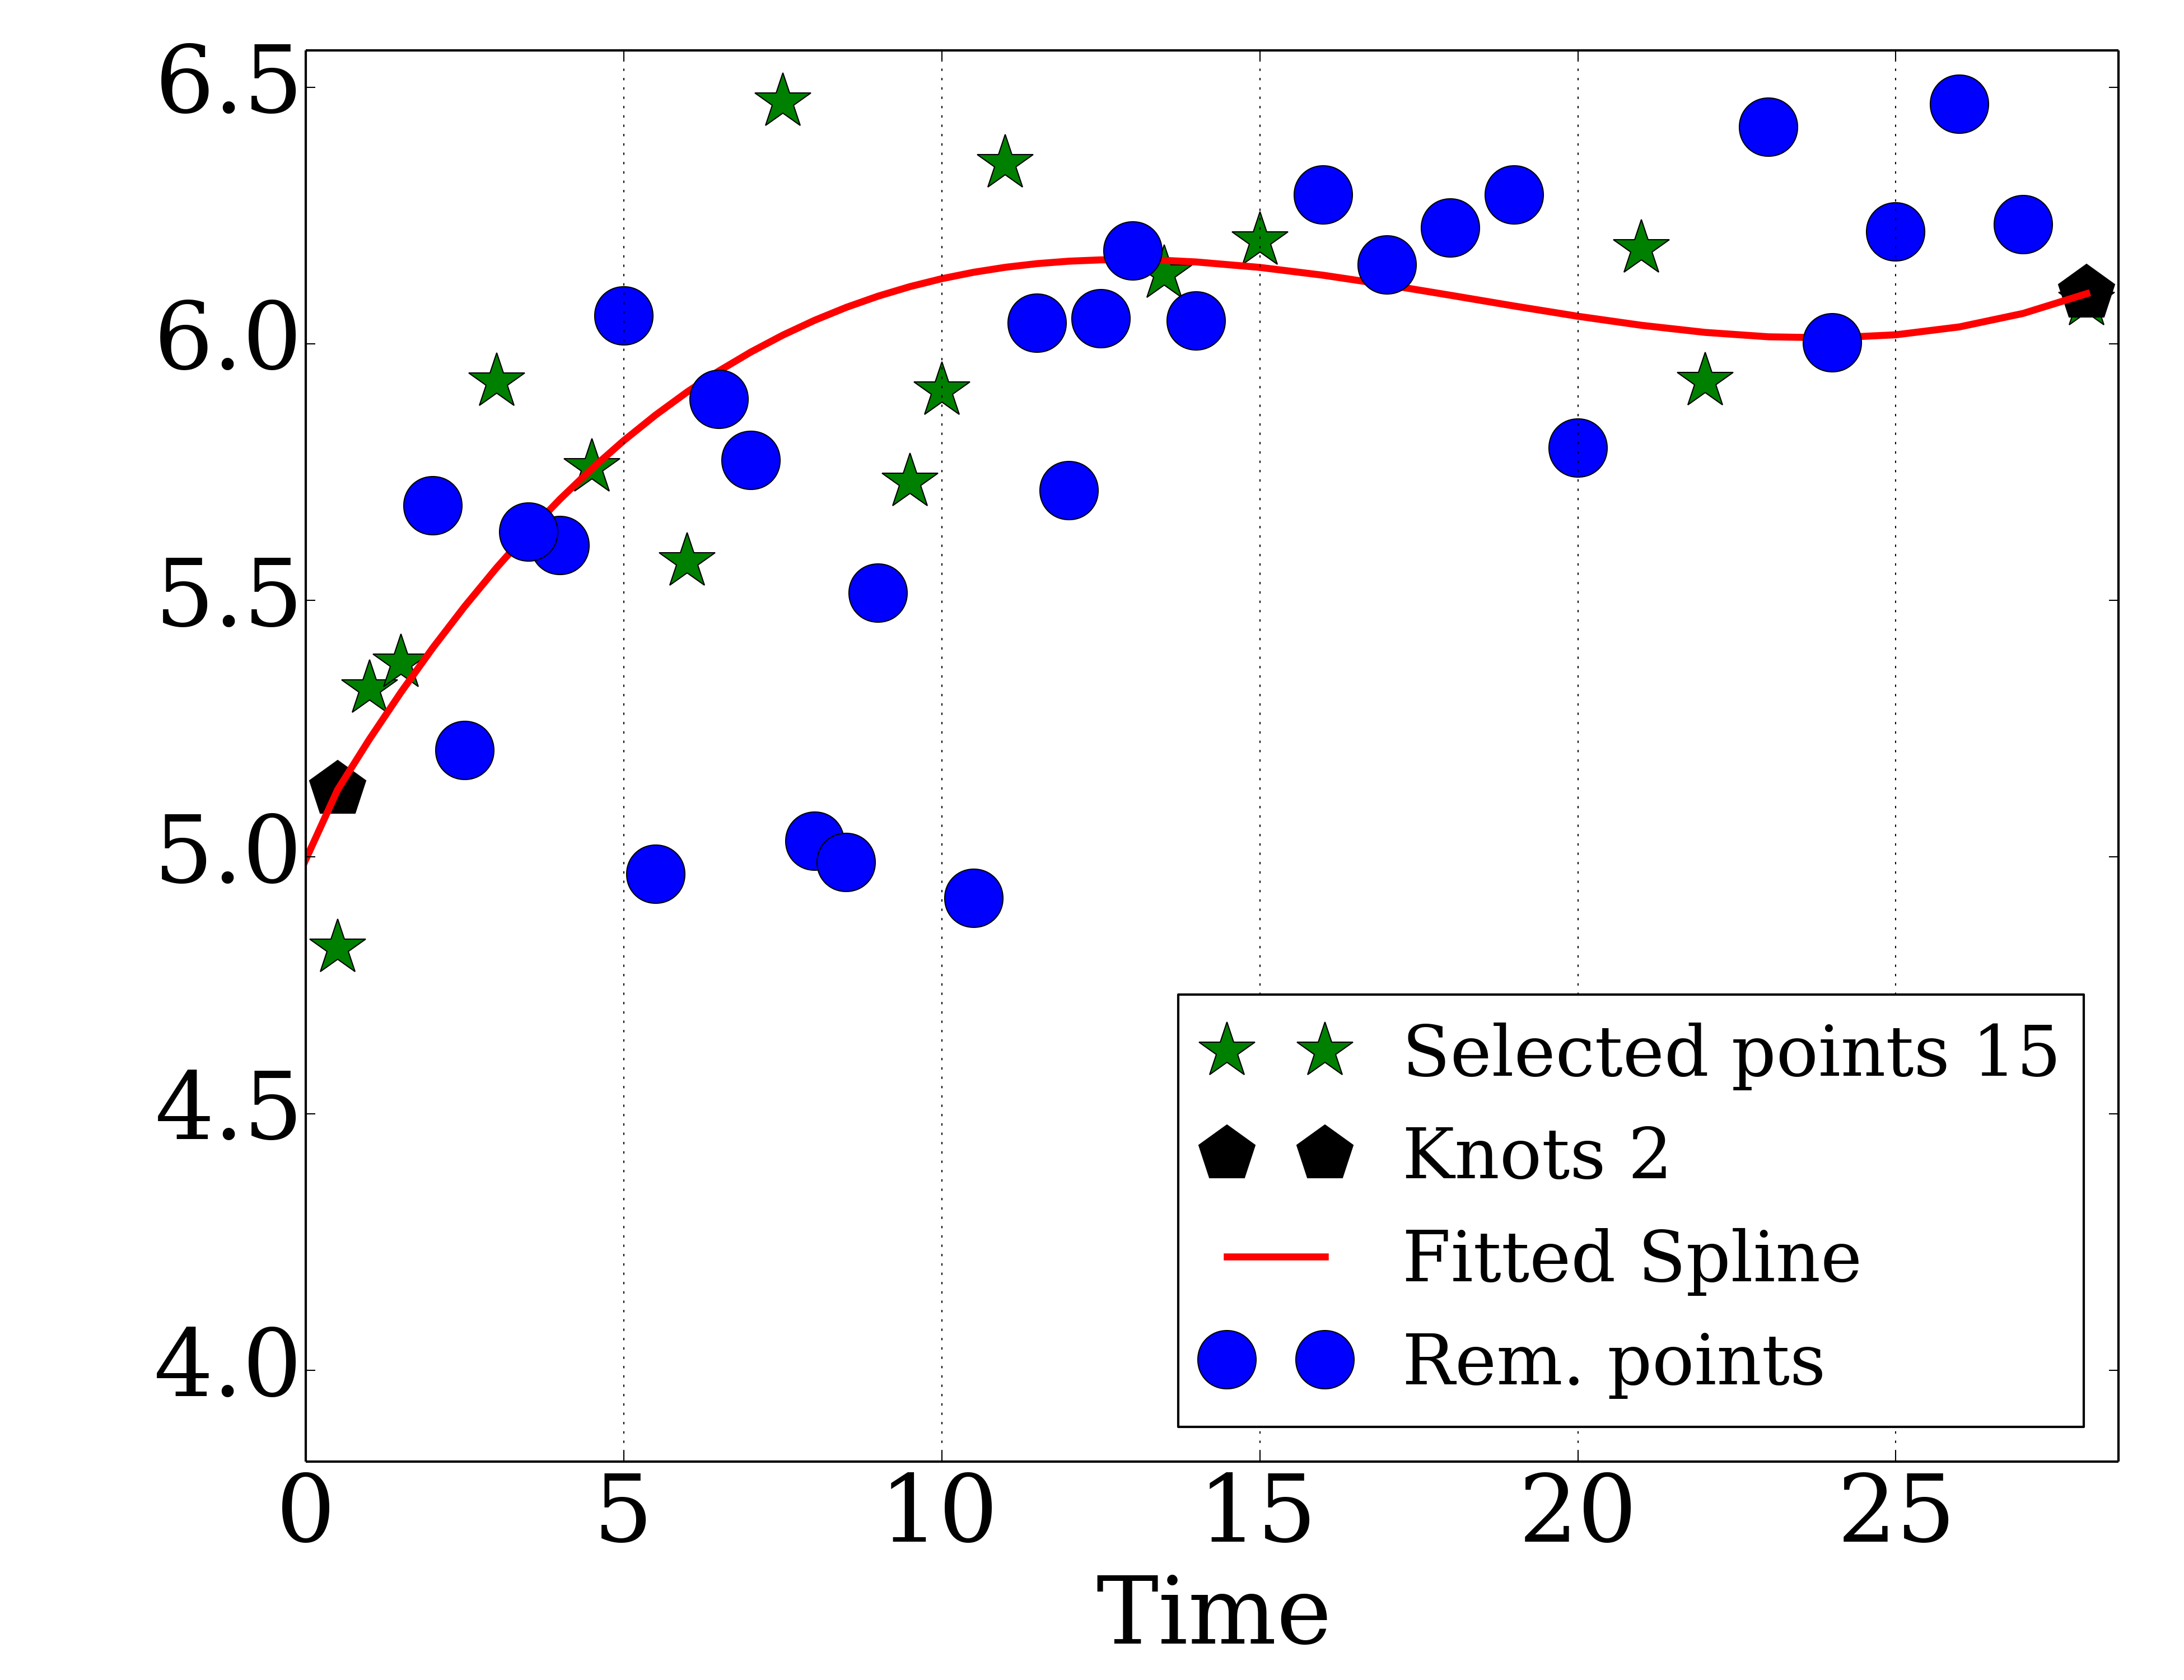 6.5
6.0
5.5
5.0
4.5
4.0
Selected points 15
Knots 2
Fitted Spline
Rem. points
0 5 10 15 20 25
Time